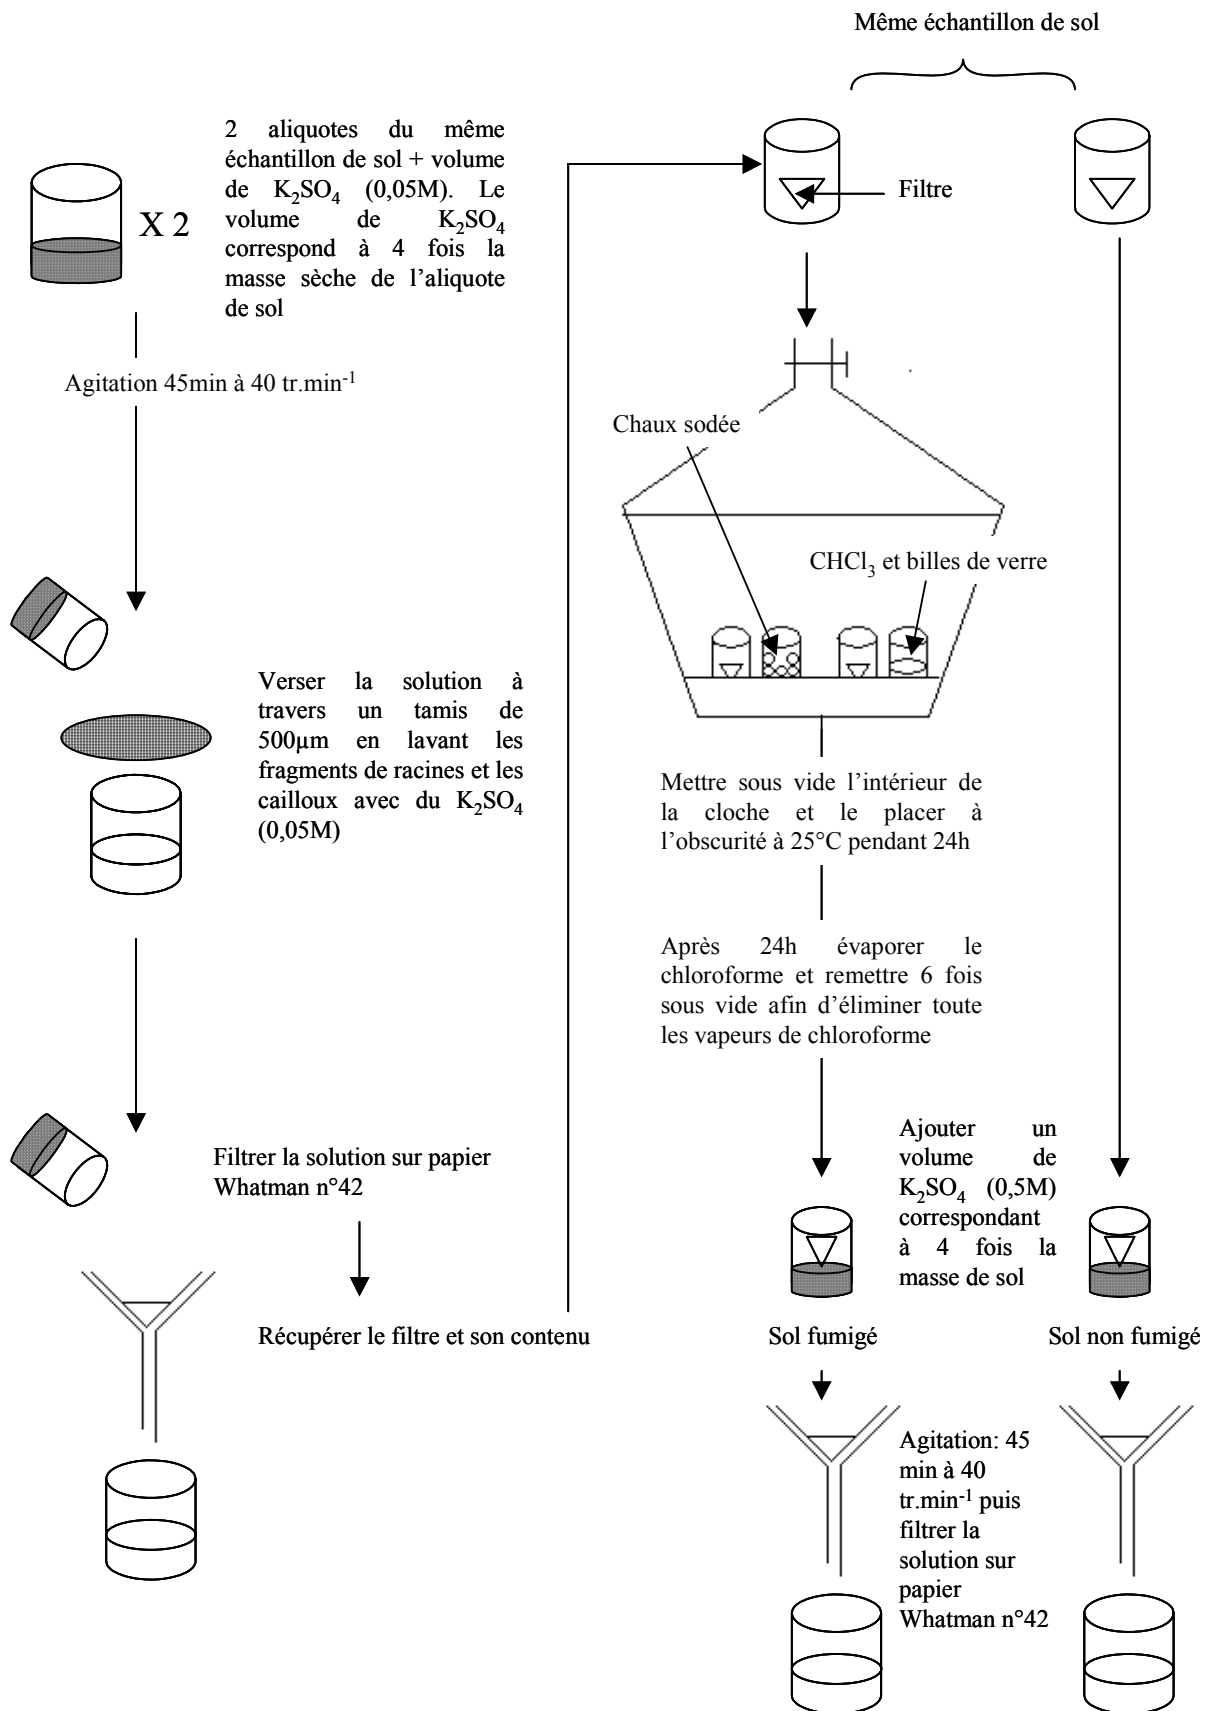 Même échantillon de sol
2 aliquotes du même
échantillon de sol + volume
de K₂SO₄ (0,05M). Le
volume de K₂SO₄
correspond à 4 fois la
masse sèche de l’aliquote
de sol
X 2
Agitation 45min à 40 tr.min⁻¹
Verser la solution à
travers un tamis de
500µm en lavant les
fragments de racines et les
cailloux avec du K₂SO₄
(0,05M)
Filtrer la solution sur papier
Whatman n°42
Récupérer le filtre et son contenu
Filtre
Chaux sodée
CHCl₃ et billes de verre
Mettre sous vide l’intérieur de
la cloche et le placer à
l’obscurité à 25°C pendant 24h
Après 24h évaporer le
chloroforme et remettre 6 fois
sous vide afin d’éliminer toute
les vapeurs de chloroforme
Ajouter un
volume de
K₂SO₄ (0,5M)
correspondant
à 4 fois la
masse de sol
Sol fumigé
Sol non fumigé
Agitation: 45
min à 40
tr.min⁻¹ puis
filtrer la
solution sur
papier
Whatman n°42